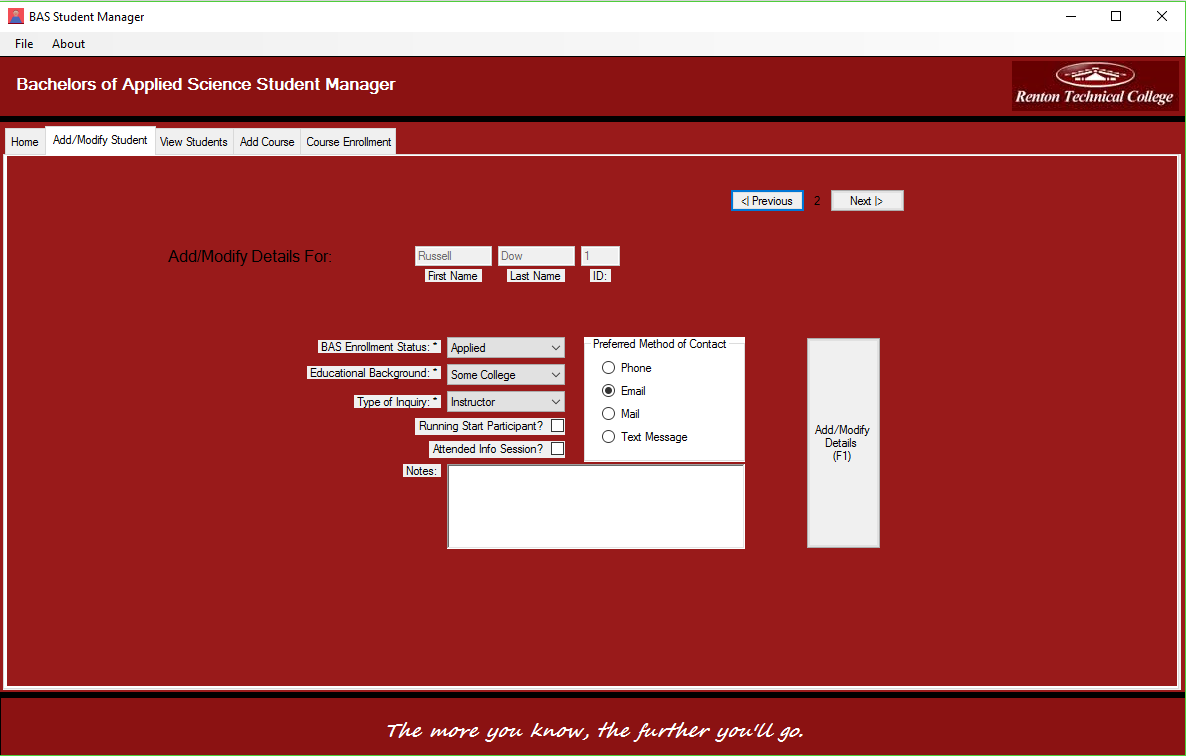 BAS Student Manager
File About
Bachelors of Applied Science Student Manager
Renton Technical College
Home Add/Modify Student View Students Add Course Course Enrollment
<| Previous 2 Next |>
Add/Modify Details For: Russell Dow 1
First Name Last Name ID:
BAS Enrollment Status: * Applied
Educational Background: * Some College
Type of Inquiry: * Instructor
Running Start Participant?
Attended Info Session?
Preferred Method of Contact
Phone
Email
Mail
Text Message
Notes:
Add/Modify
Details
(F1)
The more you know, the further you'll go.